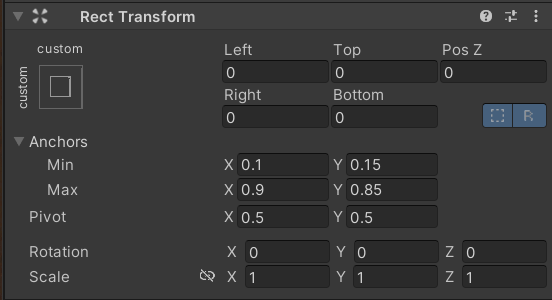 Rect Transform
custom
custom
Left Top Pos Z
0 0 0
Right Bottom
0 0
R
Anchors
Min X 0.1 Y 0.15
Max X 0.9 Y 0.85
Pivot X 0.5 Y 0.5
Rotation X 0 Y 0 Z 0
Scale X 1 Y 1 Z 1